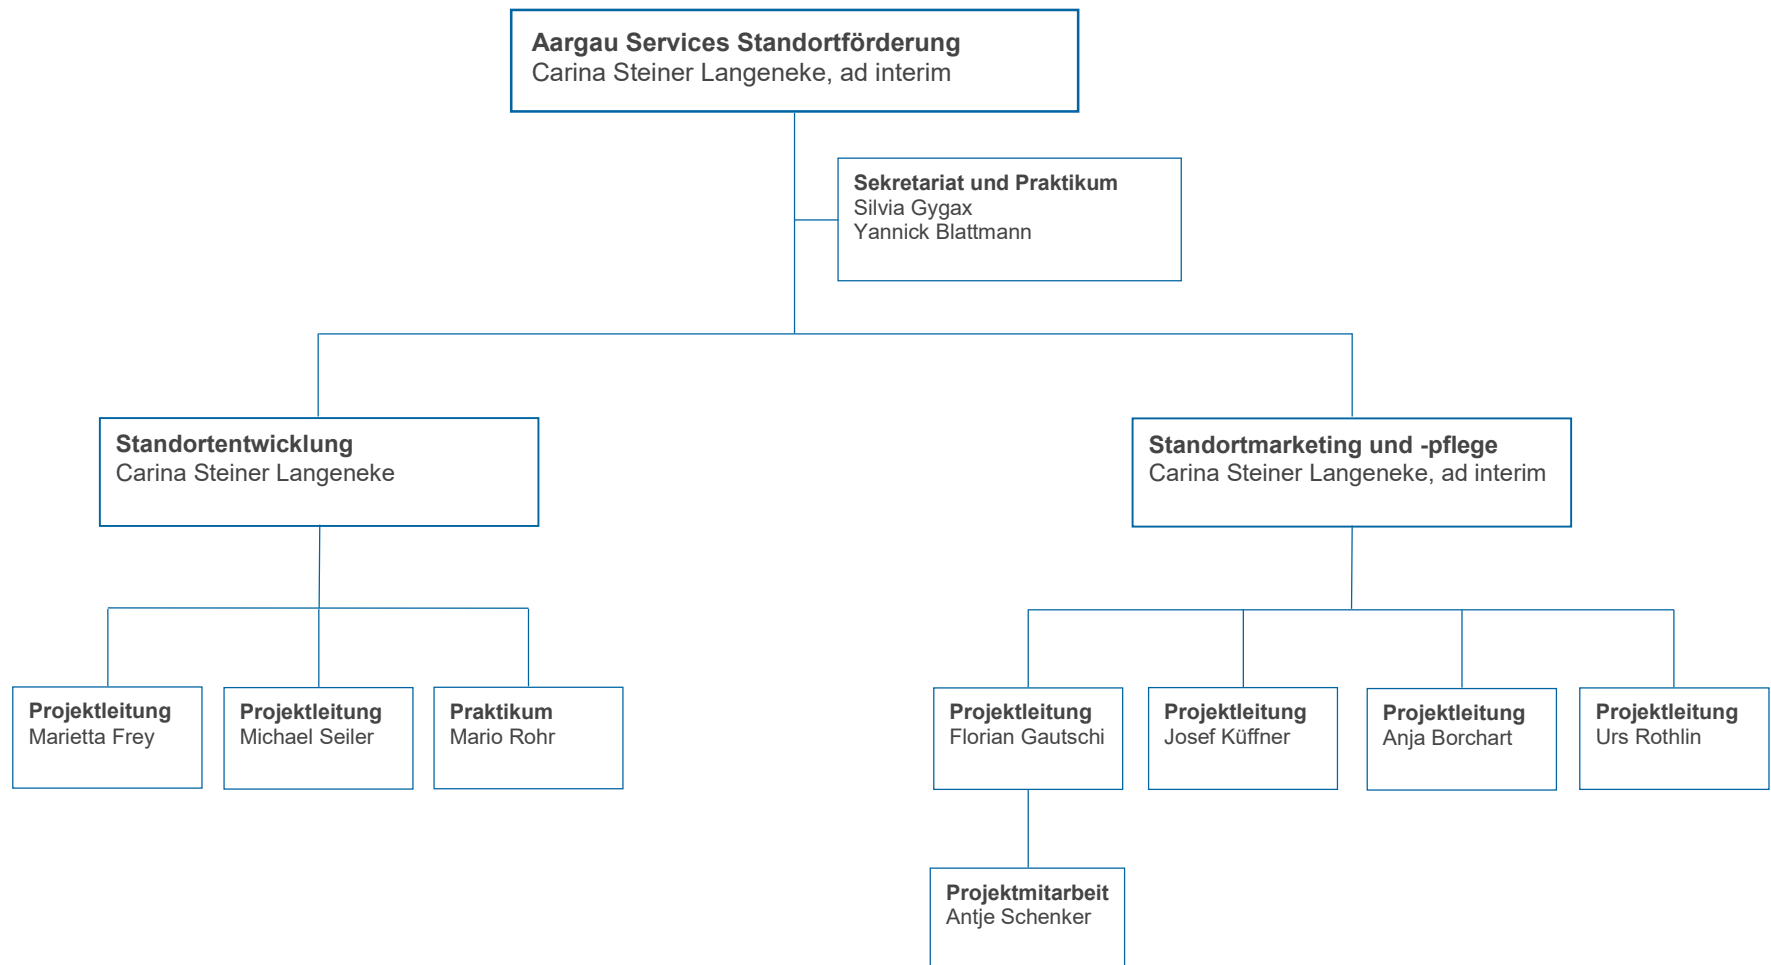 Aargau Services Standortförderung
Carina Steiner Langeneke, ad interim
Sekretariat und Praktikum
Silvia Gygax
Yannick Blattmann
Standortentwicklung
Carina Steiner Langeneke
Standortmarketing und -pflege
Carina Steiner Langeneke, ad interim
Projektleitung
Marietta Frey
Projektleitung
Michael Seiler
Praktikum
Mario Rohr
Projektleitung
Florian Gautschi
Projektleitung
Josef Küffner
Projektleitung
Anja Borchart
Projektleitung
Urs Rothlin
Projektmitarbeit
Antje Schenker